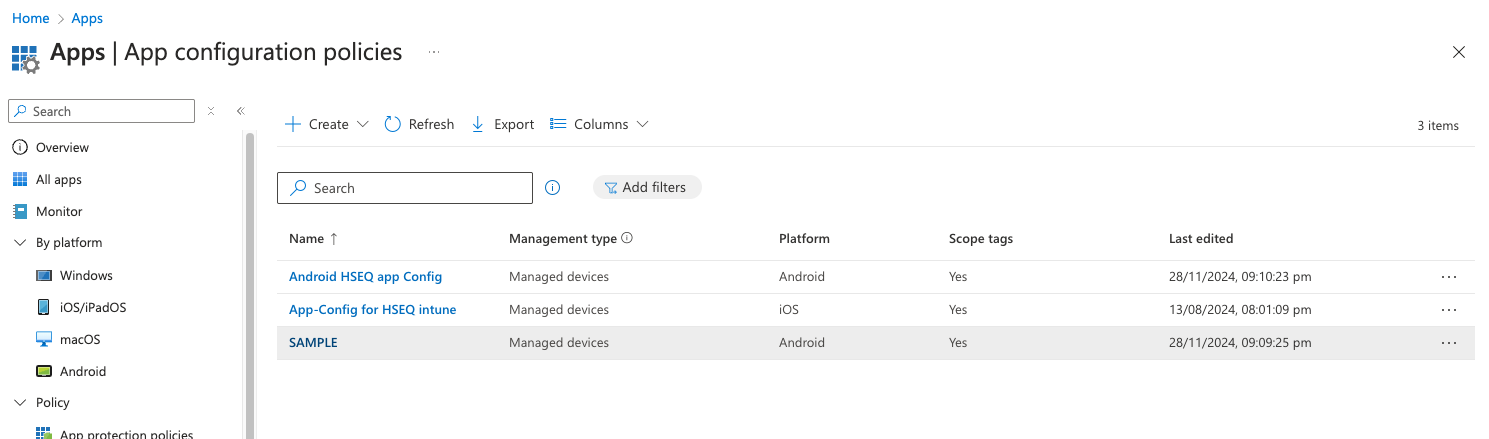 Home > Apps
Apps | App configuration policies ...
Search
Overview
All apps
Monitor
By platform
Windows
iOS/iPadOS
macOS
Android
Policy
App protection policies
Create Refresh Export Columns 3 items
Search Add filters
Name ↑ Management type Platform Scope tags Last edited
Android HSEQ app Config Managed devices Android Yes 28/11/2024, 09:10:23 pm ...
App-Config for HSEQ intune Managed devices iOS Yes 13/08/2024, 08:01:09 pm ...
SAMPLE Managed devices Android Yes 28/11/2024, 09:09:25 pm ...